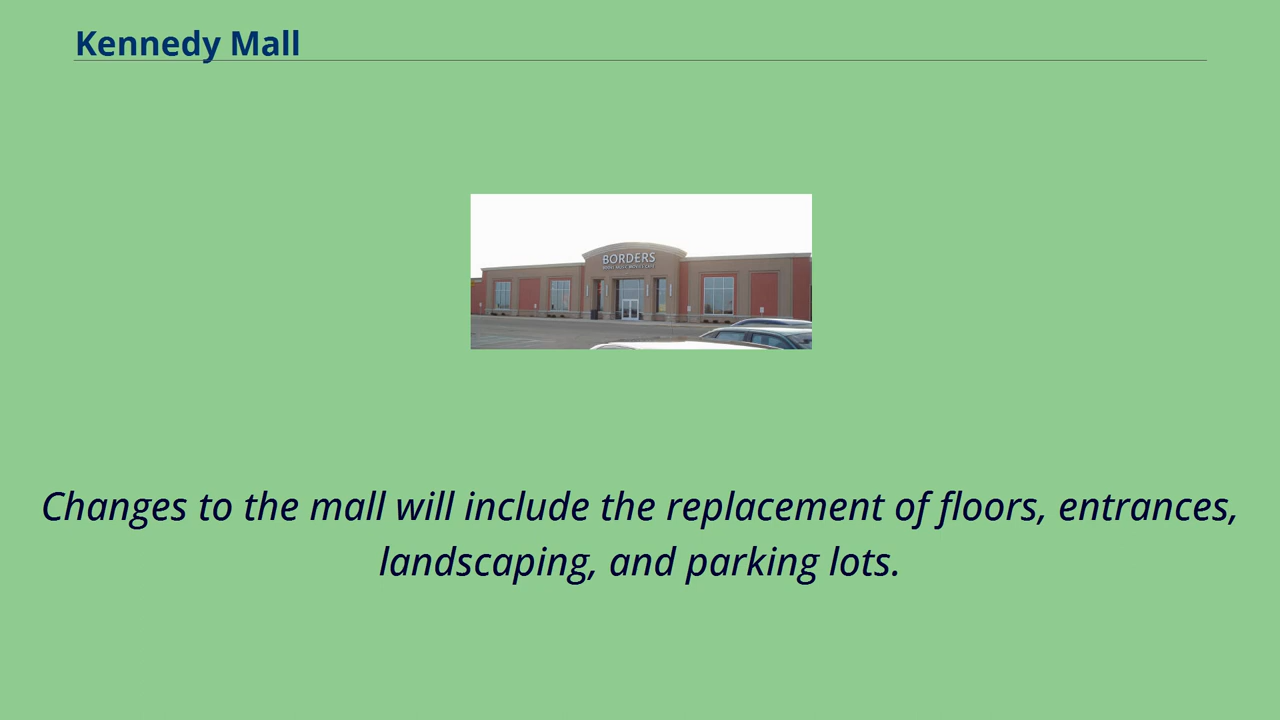 Kennedy Mall
BORDERS
Changes to the mall will include the replacement of floors, entrances,
landscaping, and parking lots.